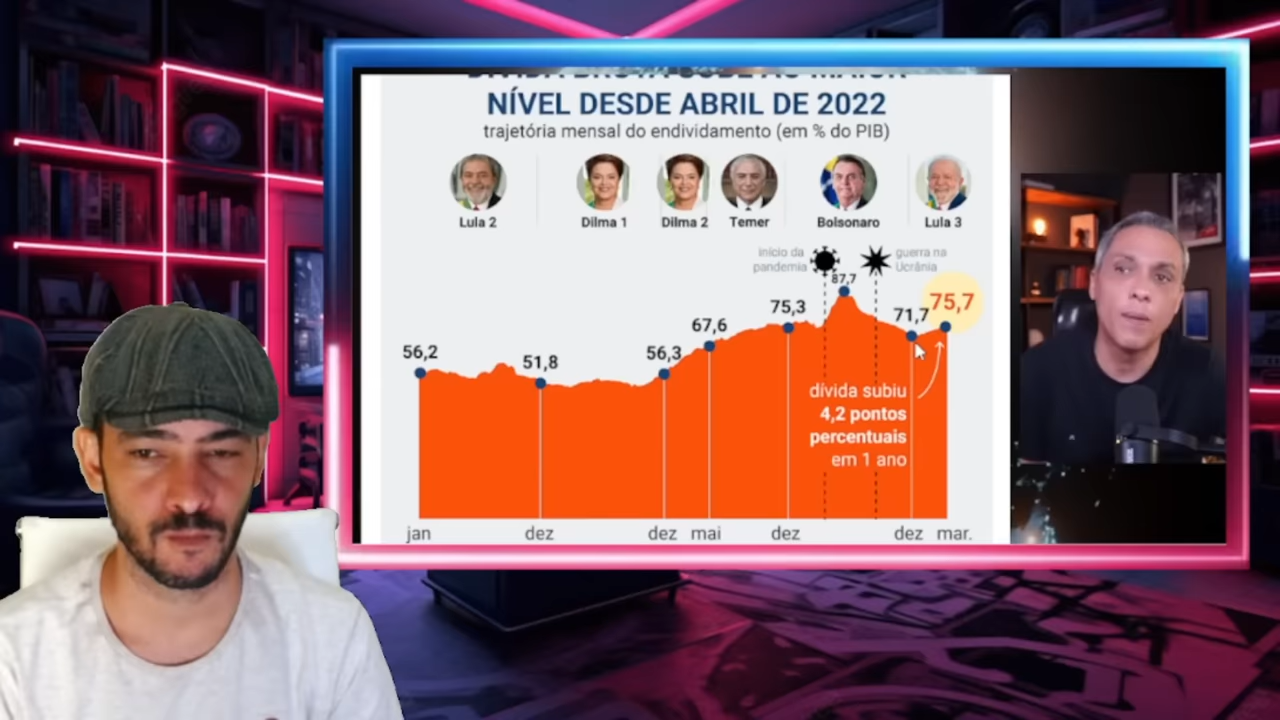 NÍVEL DESDE ABRIL DE 2022
trajetória mensal do endividamento (em % do PIB)
Lula 2
Dilma 1
Dilma 2
Temer
Bolsonaro
Lula 3
início da
pandemia
guerra na
Ucrânia
56,2
51,8
56,3
67,6
75,3
87,7
71,7
75,7
dívida subiu
4,2 pontos
percentuais
em 1 ano
jan
dez
dez
mai
dez
dez
mar.